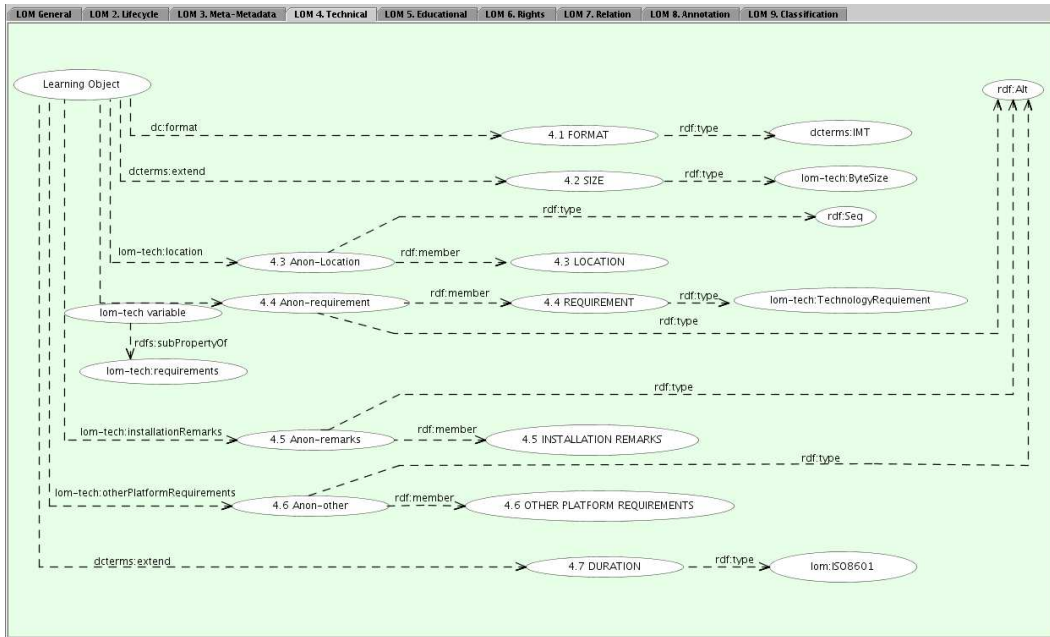 LOM General LOM 2. Lifecycle LOM 3. Meta-Metadata LOM 4. Technical LOM 5. Educational LOM 6. Rights LOM 7. Relation LOM 8. Annotation LOM 9. Classification
Learning Object
rdf:Alt
dc:format
4.1 FORMAT
rdf:type
dcterms:IMT
dcterms:extend
4.2 SIZE
rdf:type
lom-tech:ByteSize
rdf:type
rdf:Seq
lom-tech:location
4.3 Anon-Location
rdf:member
4.3 LOCATION
4.4 Anon-requirement
rdf:member
4.4 REQUIREMENT
rdf:type
lom-tech:TechnologyRequiement
lom-tech variable
rdf:type
rdfs:subPropertyOf
lom-tech:requirements
rdf:type
lom-tech:installationRemarks
4.5 Anon-remarks
rdf:member
4.5 INSTALLATION REMARKS
rdf:type
lom-tech:otherPlatformRequirements
4.6 Anon-other
rdf:member
4.6 OTHER PLATFORM REQUIREMENTS
dcterms:extend
4.7 DURATION
rdf:type
lom:ISO8601